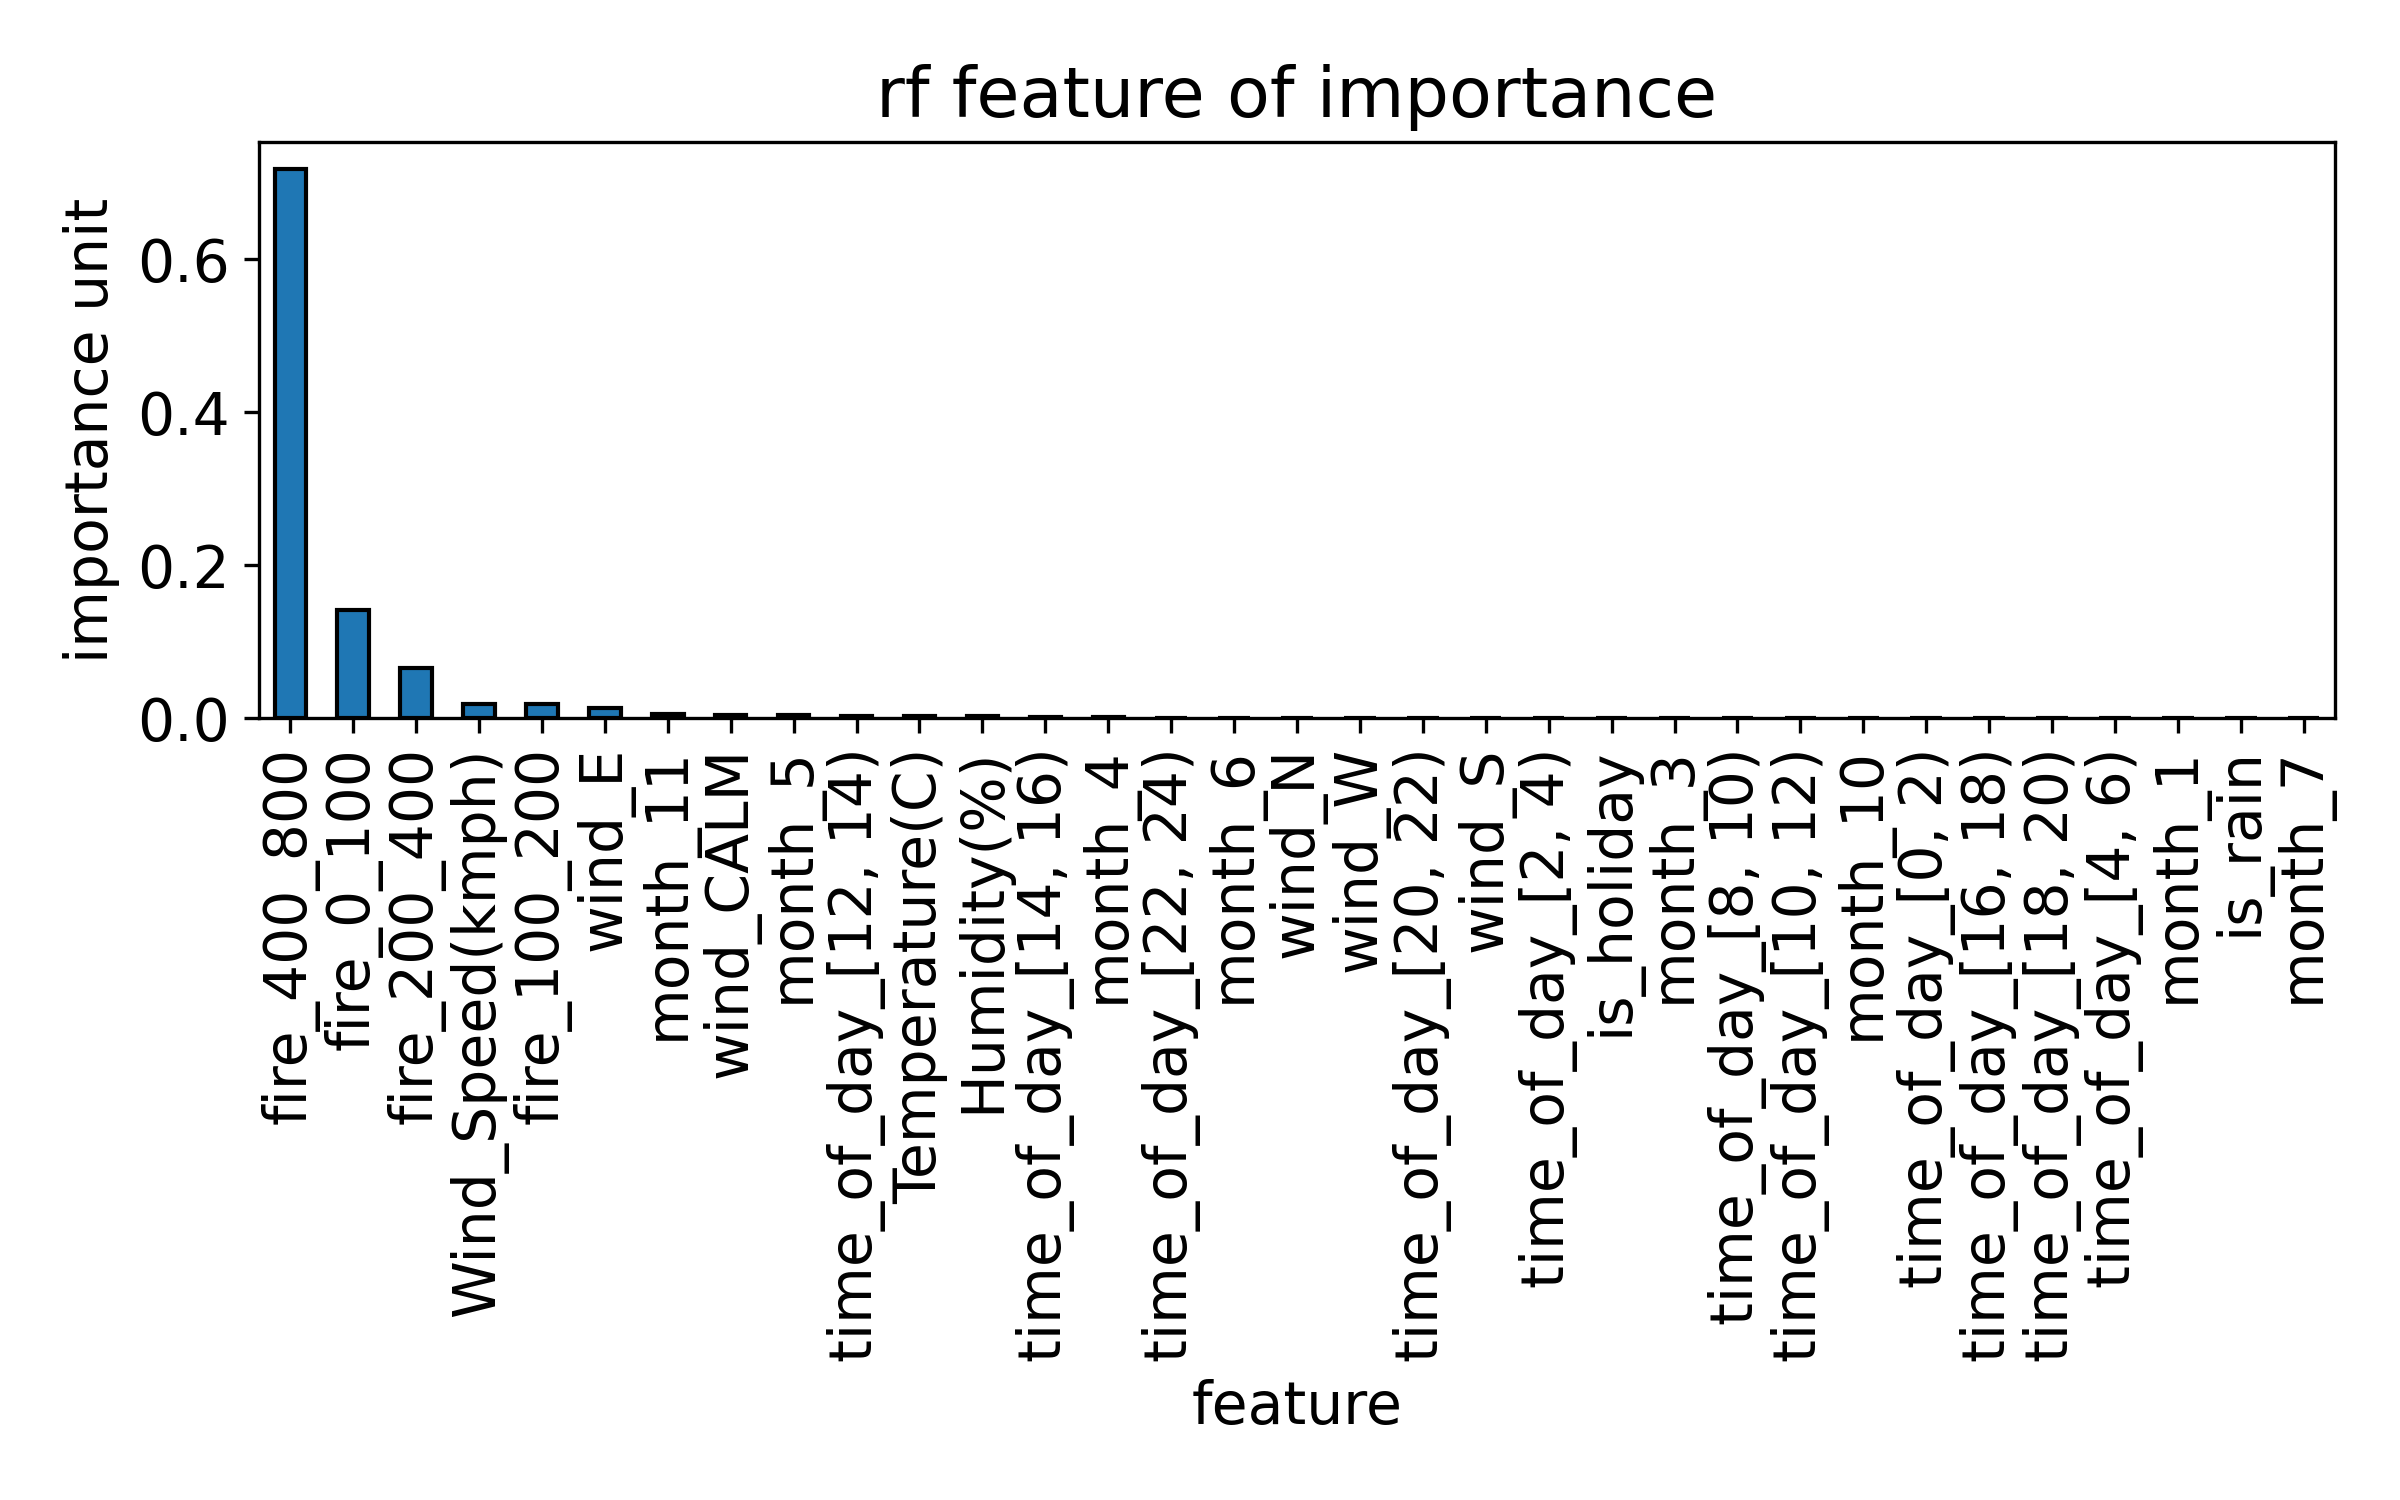 rf feature of importance
importance unit
0.6
0.4
0.2
0.0
fire_400_800
fire_0_100
fire_200_400
Wind_Speed(kmph)
fire_100_200
wind_E
month_11
wind_CALM
month_5
time_of_day_[12, 14)
Temperature(C)
Humidity(%)
time_of_day_[14, 16)
month_4
time_of_day_[22, 24)
month_6
wind_N
wind_W
time_of_day_[20, 22)
wind_S
time_of_day_[2, 4)
is_holiday
month_3
time_of_day_[8, 10)
time_of_day_[10, 12)
month_10
time_of_day_[0, 2)
time_of_day_[16, 18)
time_of_day_[18, 20)
time_of_day_[4, 6)
month_1
is_rain
month_7
feature